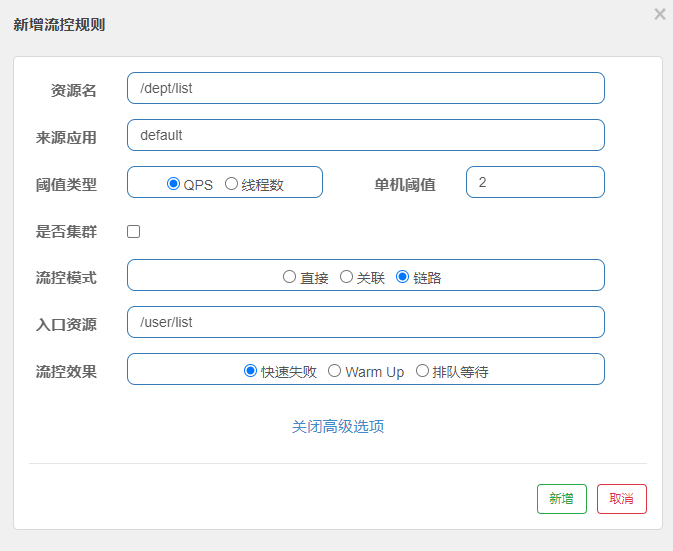 新增流控规则
×
资源名 /dept/list
来源应用 default
阈值类型 QPS 线程数 单机阈值 2
是否集群
流控模式 直接 关联 链路
入口资源 /user/list
流控效果 快速失败 Warm Up 排队等待
关闭高级选项
新增 取消